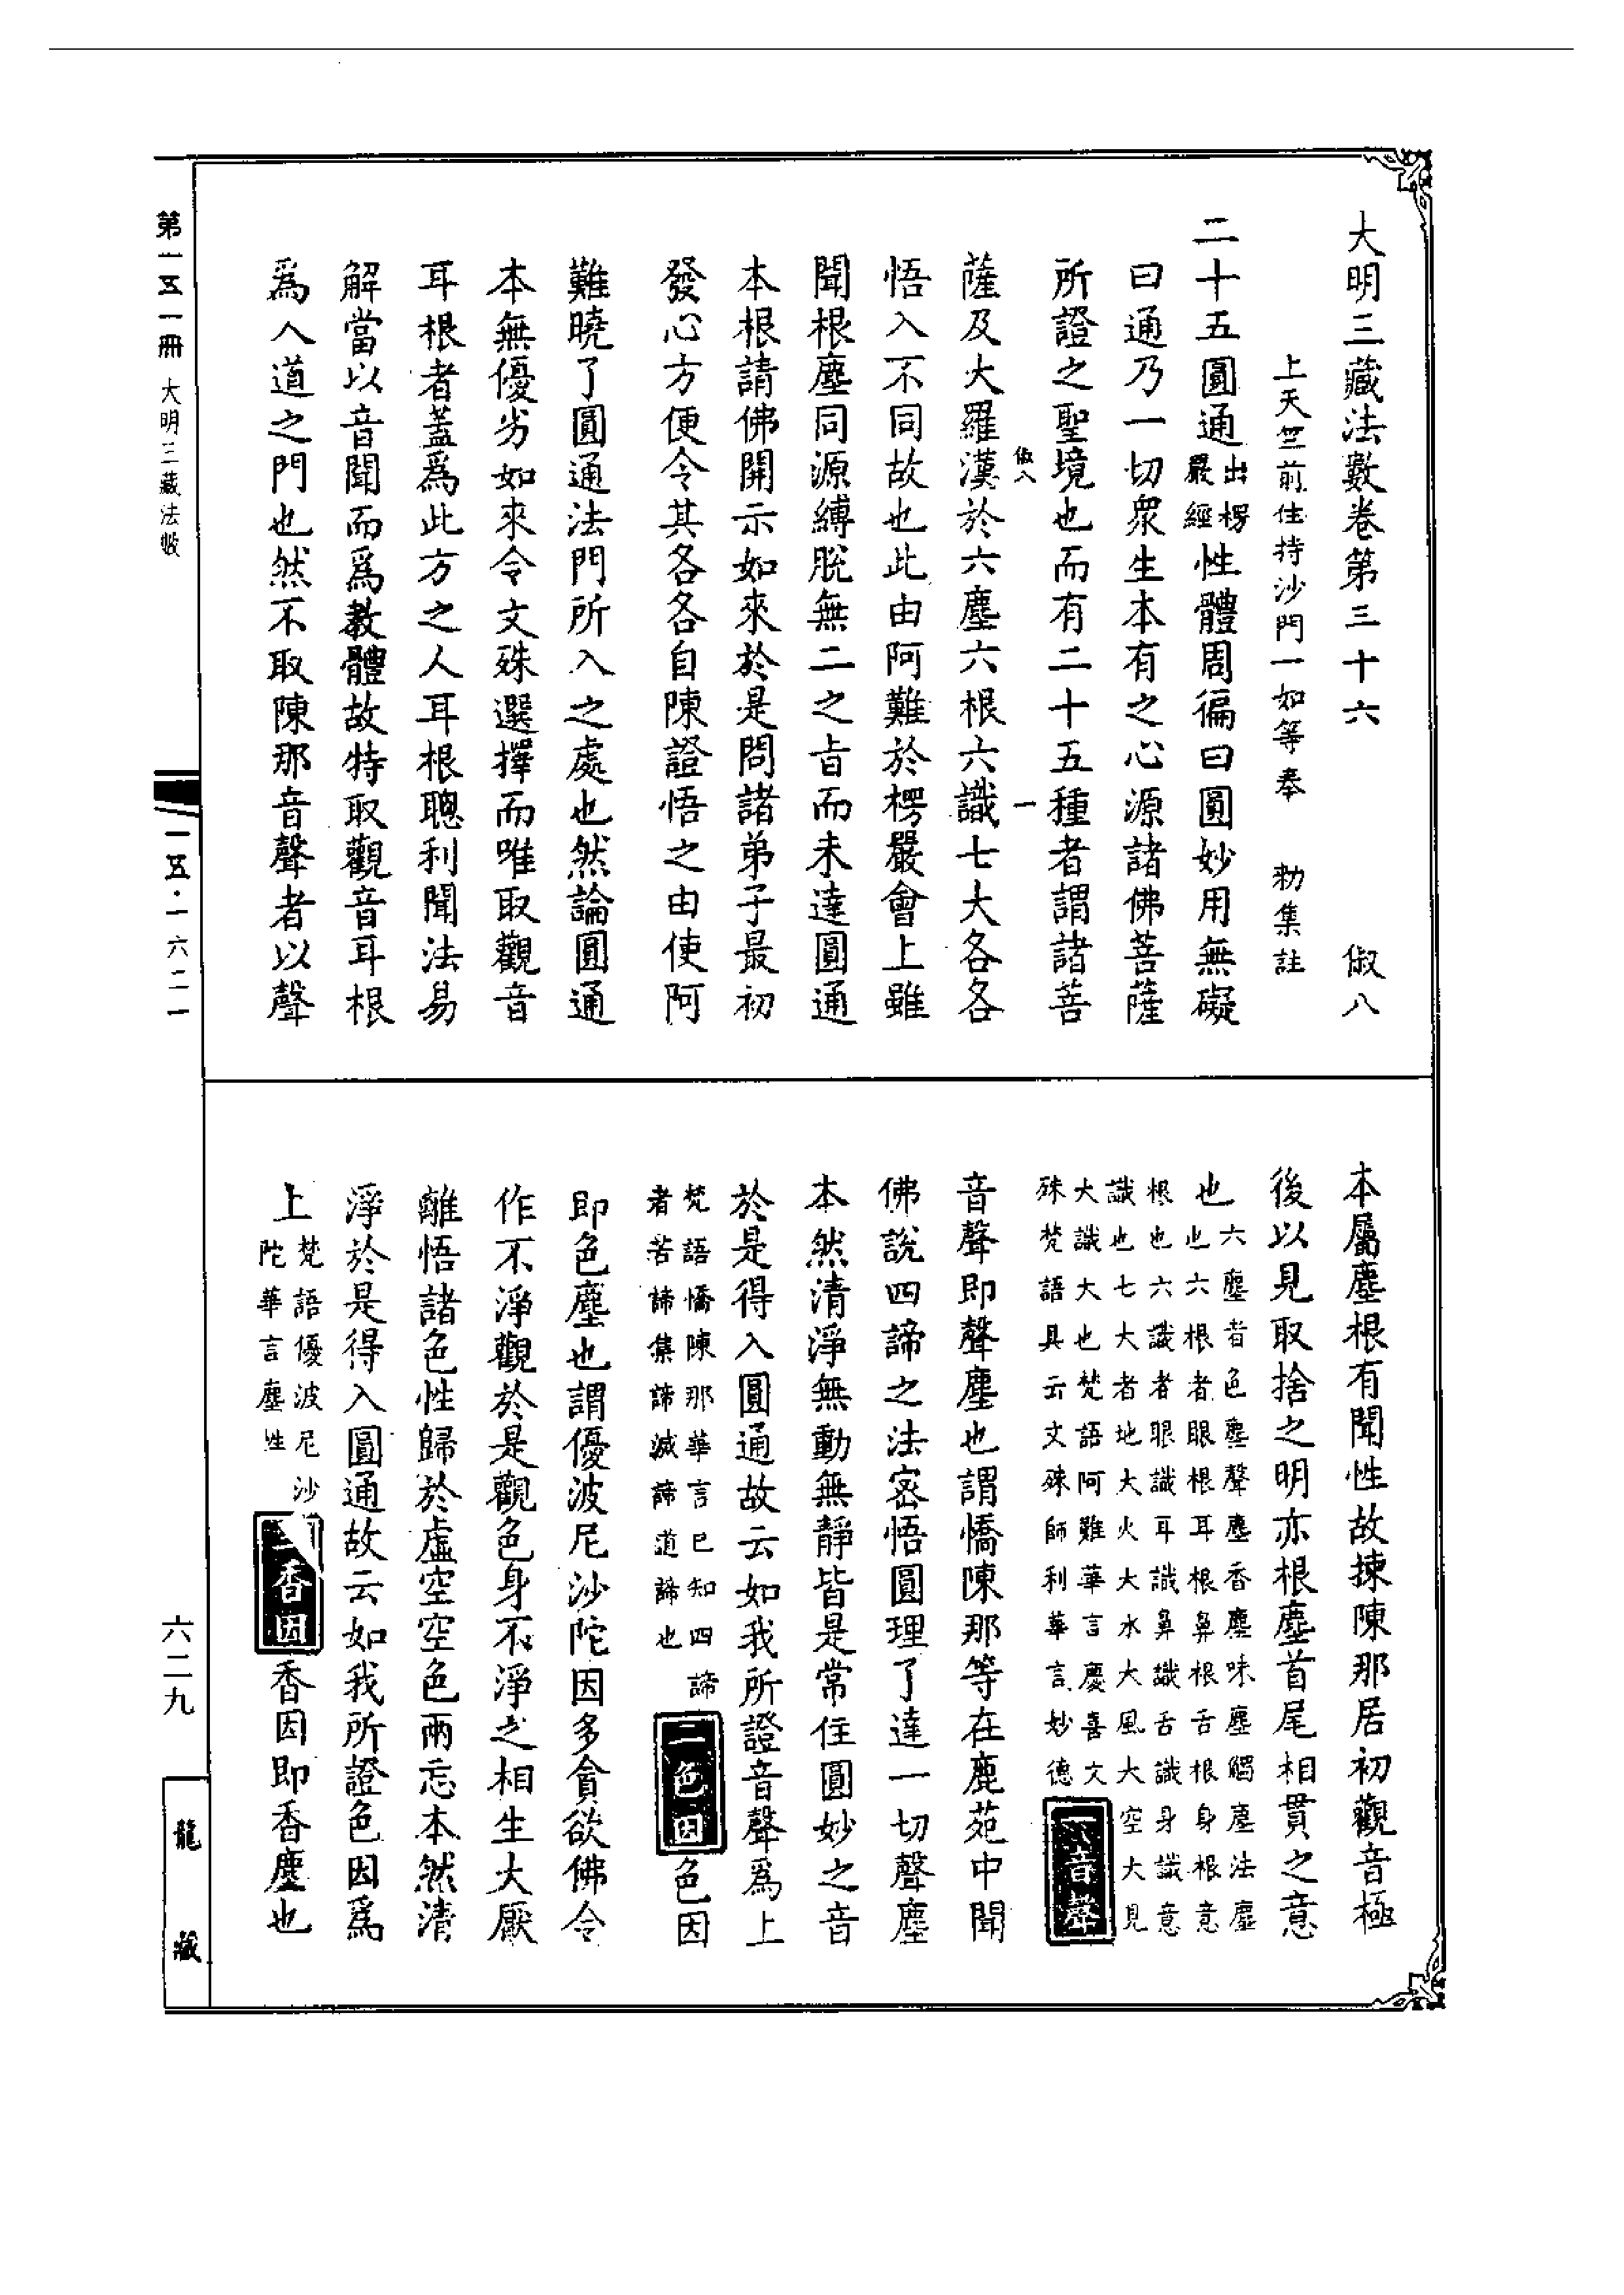 大明三藏法數卷第三十六 俶八
上天竺前住持沙門一如等奉 勑集註
二十五圓通出楞嚴經性體周徧曰圓妙用無礙
曰通乃一切衆生本有之心源諸佛菩薩
所證之聖境也而有二十五種者謂諸菩
俶八 一
薩及大羅漢於六塵六根六識七大各各
悟入不同故也此由阿難於楞嚴會上雖
聞根塵同源縛脫無二之旨而未達圓通
本根請佛開示如來於是問諸弟子最初
發心方便令其各各自陳證悟之由使阿
難曉了圓通法門所入之處也然論圓通
本無優劣如來令文殊選擇而唯取觀音
耳根者蓋爲此方之人耳根聰利聞法易
解當以音聞而爲教體故特取觀音耳根
爲入道之門也然不取陳那音聲者以聲
本屬塵根有聞性故揀陳那居初觀音極
後以見取捨之明亦根塵首尾相貫之意
也六塵者色塵聲塵香塵味塵觸塵法塵
也六根者眼根耳根鼻根舌根身根意
根也六識者眼識耳識鼻識舌識身識意
識也七大者地大火大水大風大空大見
大識大也梵語阿難華言慶喜文
殊梵語具云文殊師利華言妙德一音聲
音聲即聲塵也謂憍陳那等在鹿苑中聞
佛說四諦之法密悟圓理了達一切聲塵
本然清淨無動無靜皆是常住圓妙之音
於是得入圓通故云如我所證音聲爲上
梵語憍陳那華言已知四諦
者苦諦集諦滅諦道諦也二色因色因
即色塵也謂優波尼沙陀因多貪欲佛令
作不淨觀於是觀色身不淨之相生大厭
離悟諸色性歸於虛空空色兩忘本然清
淨於是得入圓通故云如我所證色因爲
上梵語優波尼沙
陀華言塵性三香因香因即香塵也
第一五一冊 大明三藏法數
一五·一六二一
六二九
龍藏